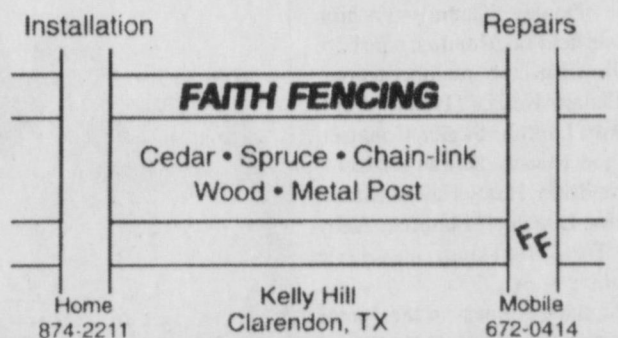 Installation
Repairs
FAITH FENCING
Cedar • Spruce • Chain-link
Wood • Metal Post
FF
Home
874-2211
Kelly Hill
Clarendon, TX
Mobile
672-0414